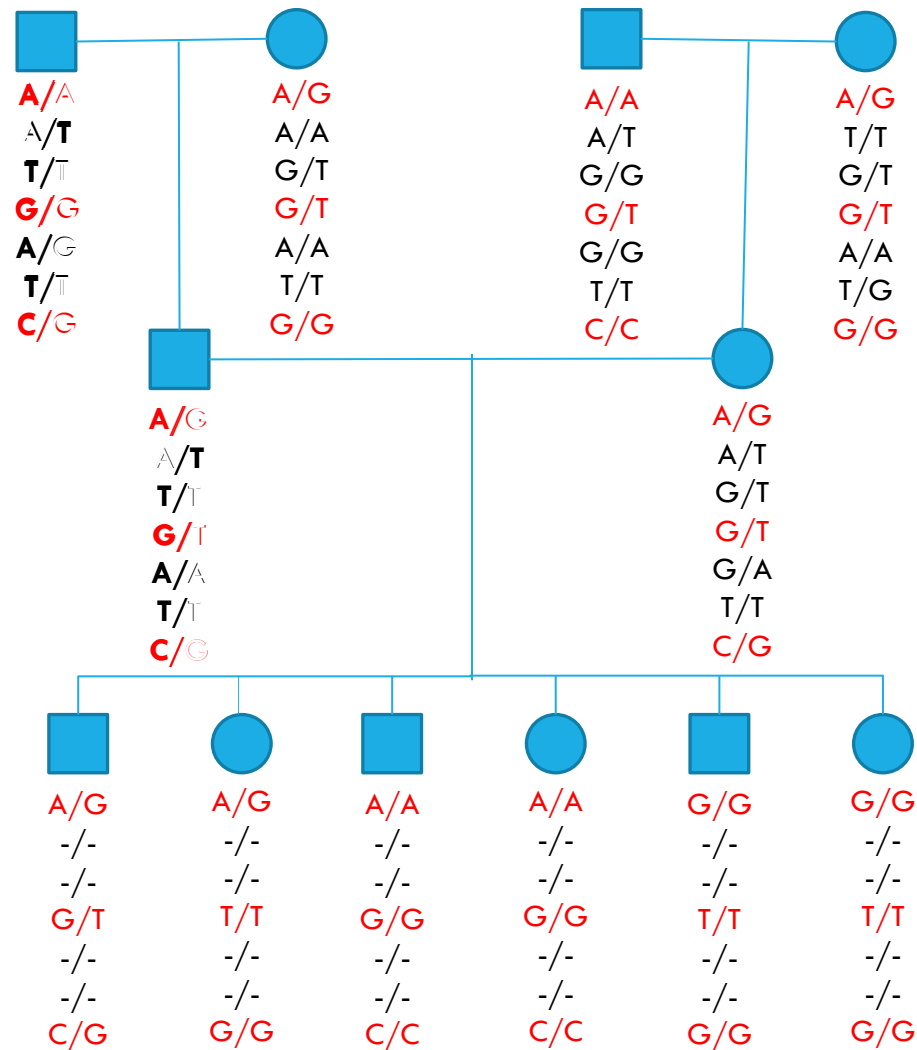 A/A
A/T
T/T
G/G
A/G
T/T
C/G
A/G
A/A
G/T
G/T
A/A
T/T
G/G
A/A
A/T
G/G
G/T
G/G
T/T
C/C
A/G
T/T
G/T
G/T
A/A
T/G
G/G
A/G
A/T
T/T
G/T
A/A
T/T
C/G
A/G
A/T
G/T
G/T
G/A
T/T
C/G
A/G
-/-
-/-
G/T
-/-
-/-
C/G
A/G
-/-
-/-
T/T
-/-
-/-
G/G
A/A
-/-
-/-
G/G
-/-
-/-
C/C
A/A
-/-
-/-
G/G
-/-
-/-
C/C
G/G
-/-
-/-
T/T
-/-
-/-
G/G
G/G
-/-
-/-
T/T
-/-
-/-
G/G